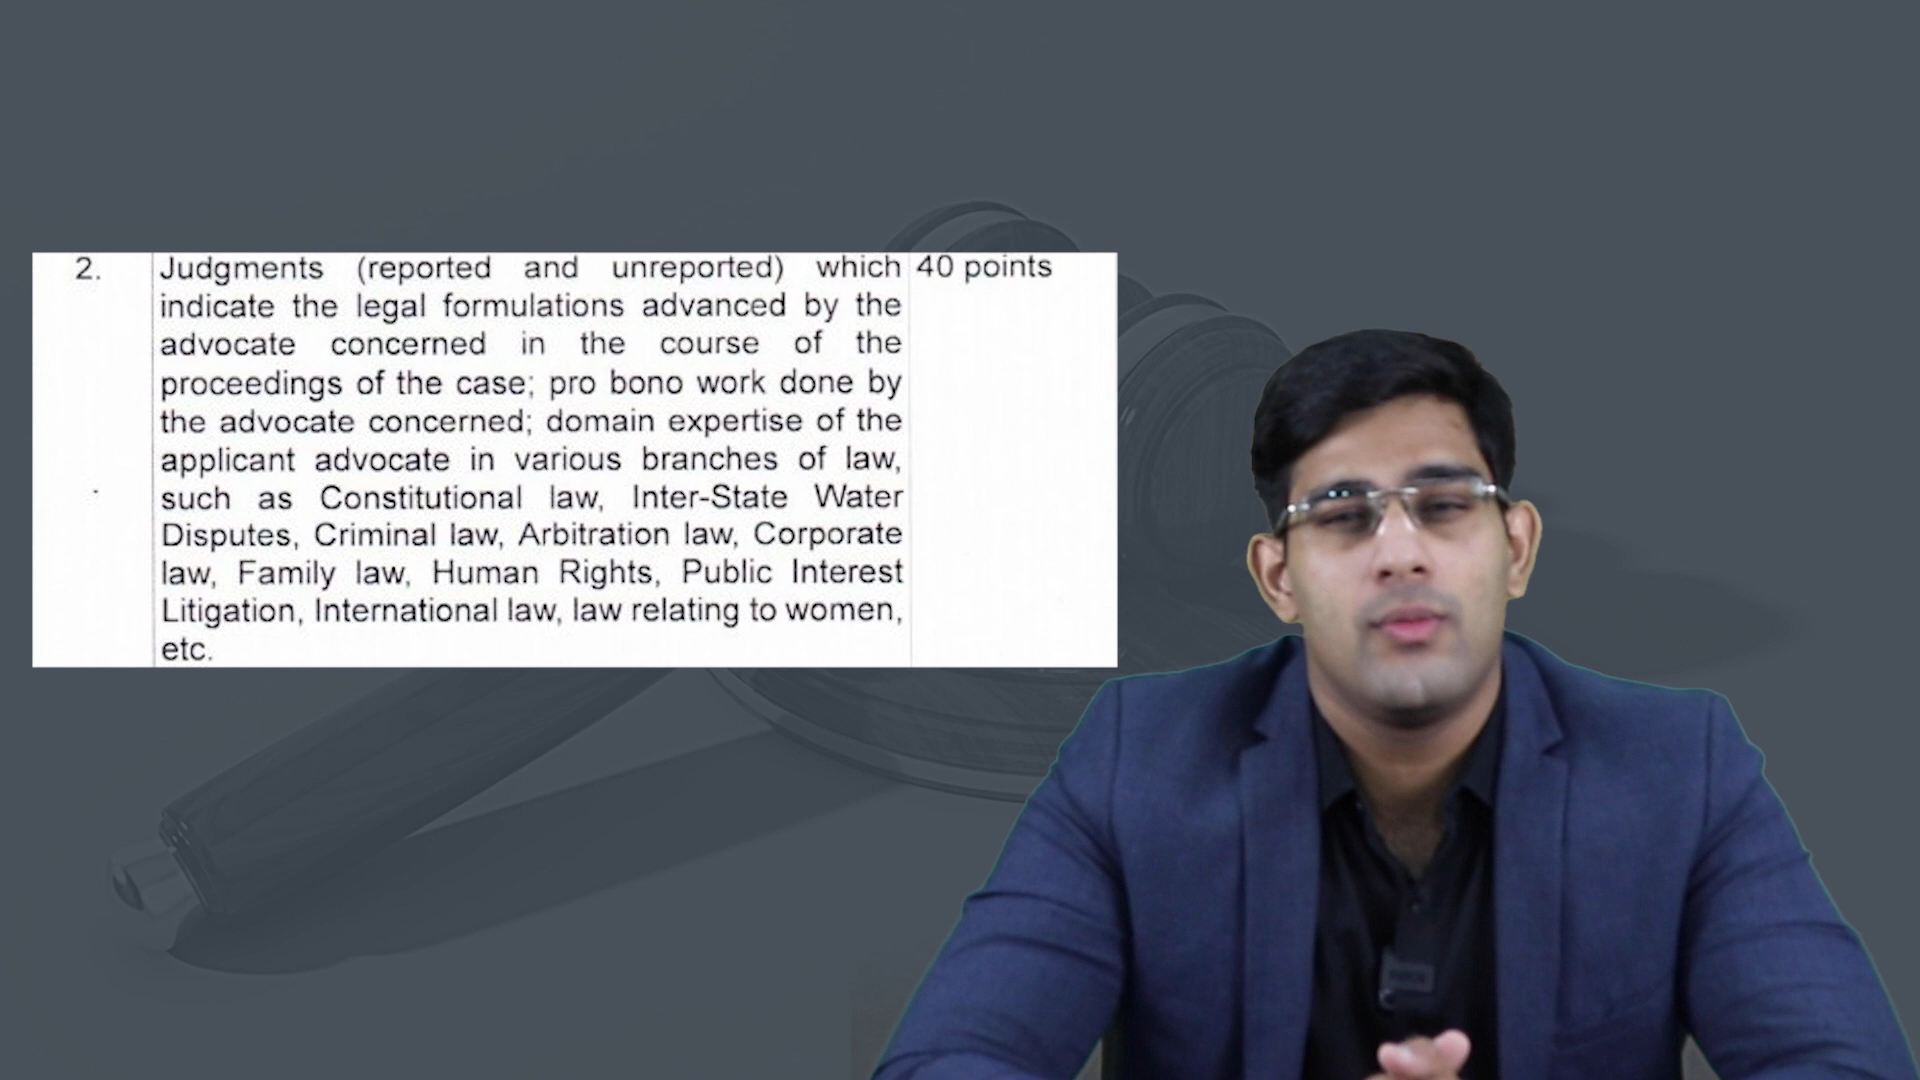 2. Judgments (reported and unreported) which 40 points
indicate the legal formulations advanced by the
advocate concerned in the course of the
proceedings of the case; pro bono work done by
the advocate concerned; domain expertise of the
applicant advocate in various branches of law,
such as Constitutional law, Inter-State Water
Disputes, Criminal law, Arbitration law, Corporate
law, Family law, Human Rights, Public Interest
Litigation, International law, law relating to women,
etc.